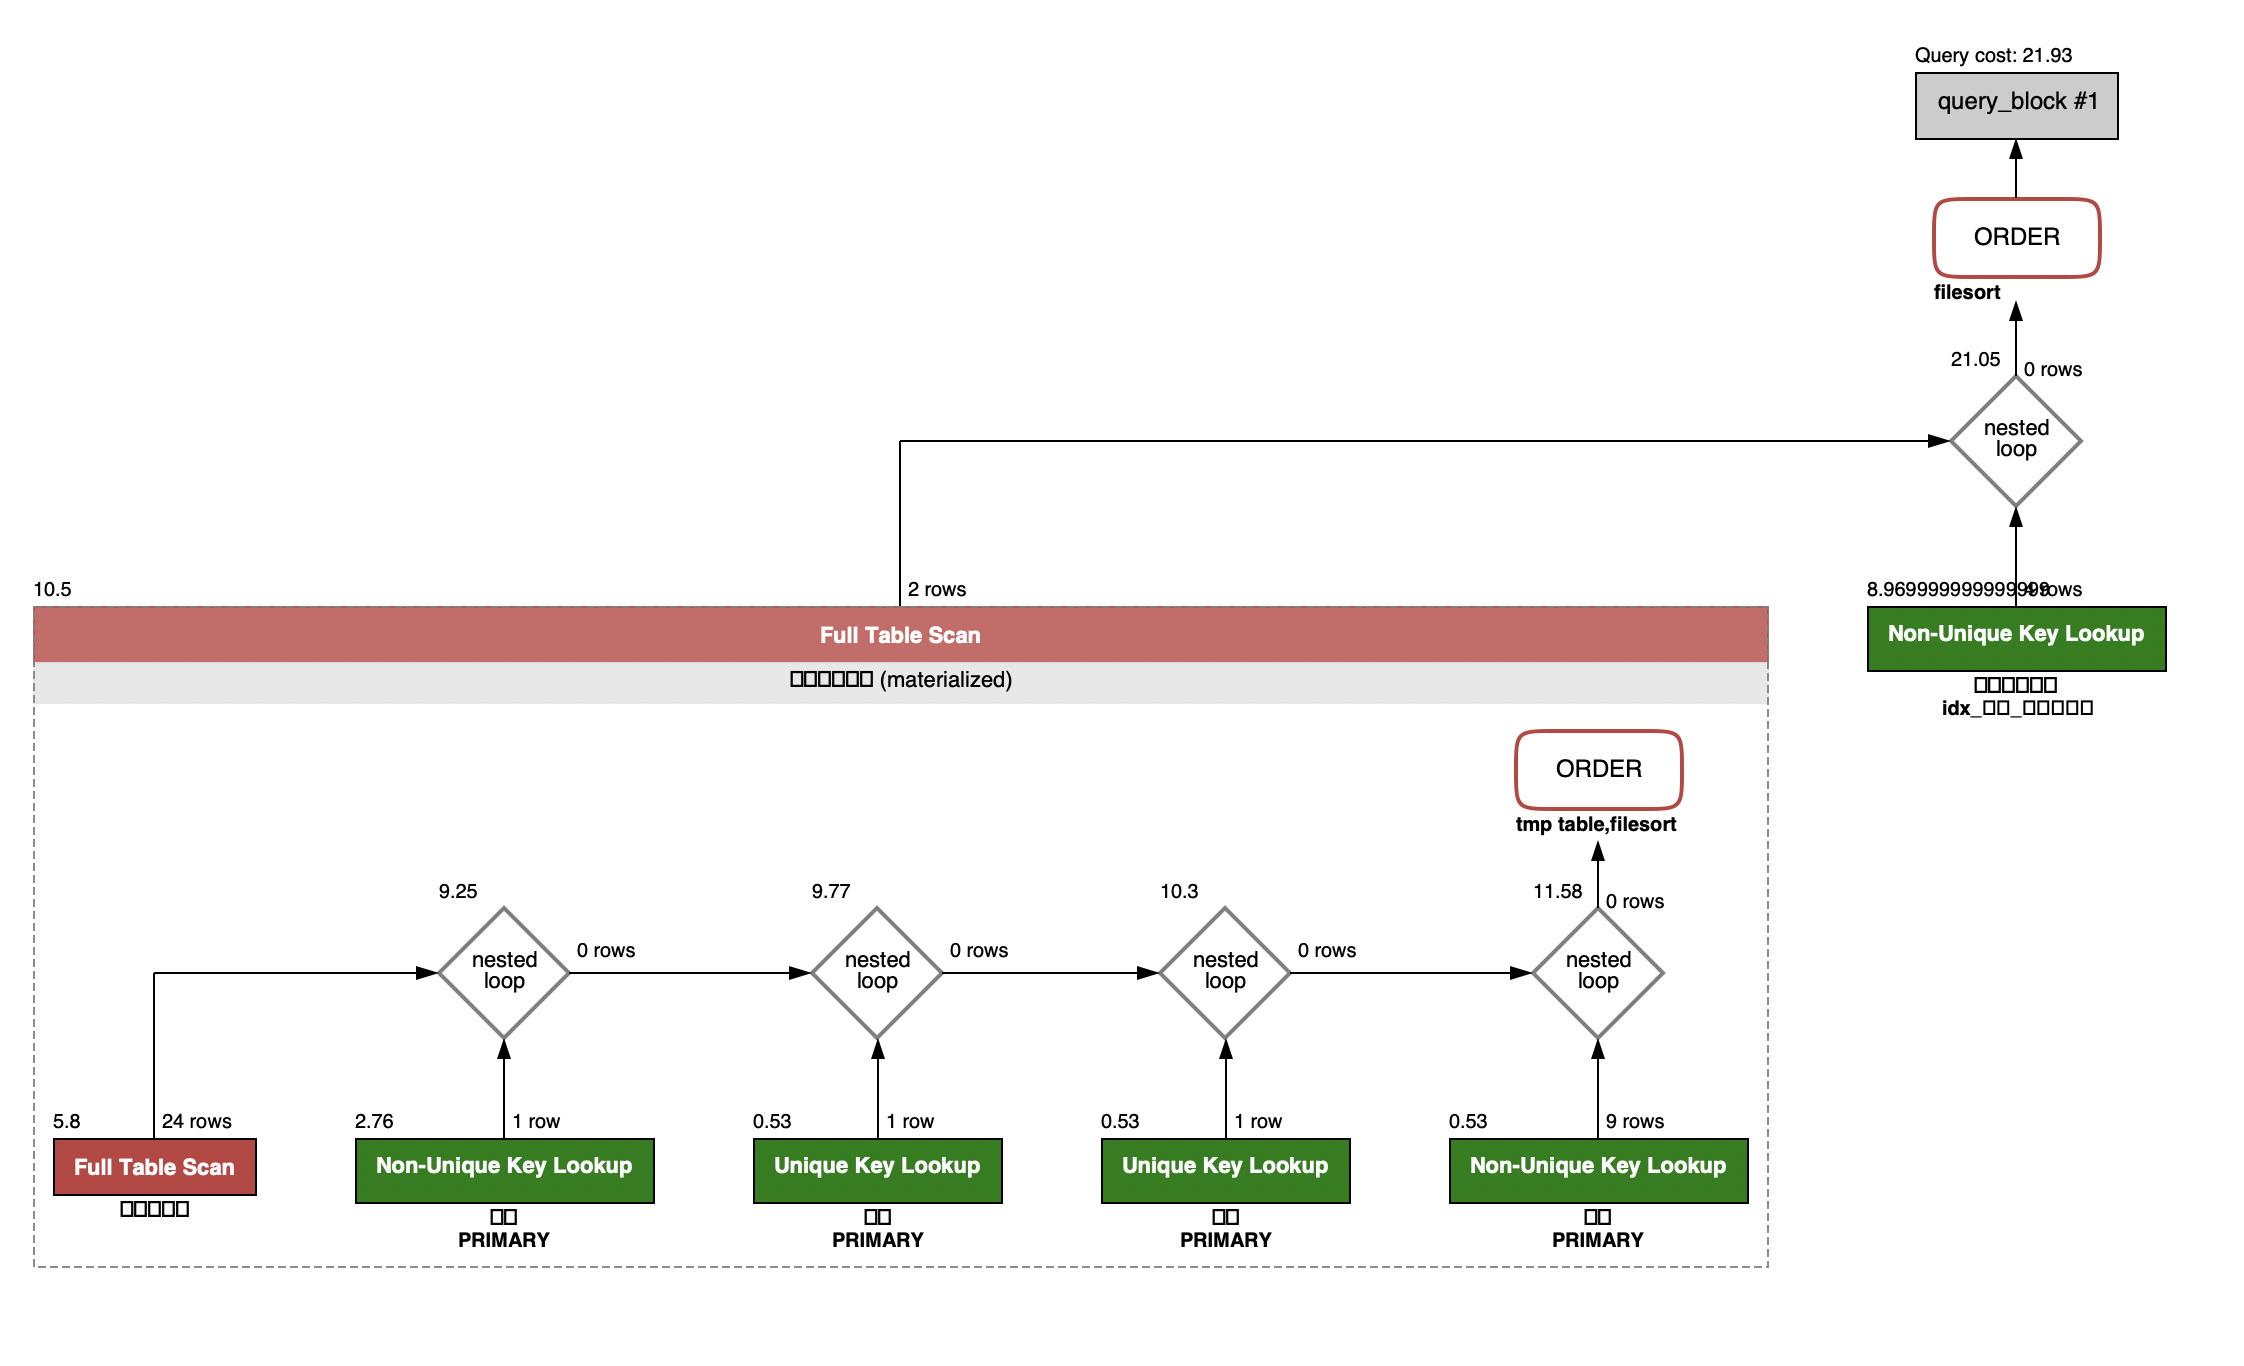 Query cost: 21.93
query_block #1
ORDER
filesort
21.05
0 rows
nested
loop
10.5
2 rows
Full Table Scan
(materialized)
8.969999999999999
rows
Non-Unique Key Lookup
ORDER
tmp table,filesort
9.25
nested
loop
0 rows
9.77
nested
loop
0 rows
10.3
nested
loop
0 rows
11.58
0 rows
nested
loop
5.8
24 rows
Full Table Scan
2.76
1 row
Non-Unique Key Lookup
PRIMARY
0.53
1 row
Unique Key Lookup
PRIMARY
0.53
1 row
Unique Key Lookup
PRIMARY
0.53
9 rows
Non-Unique Key Lookup
PRIMARY